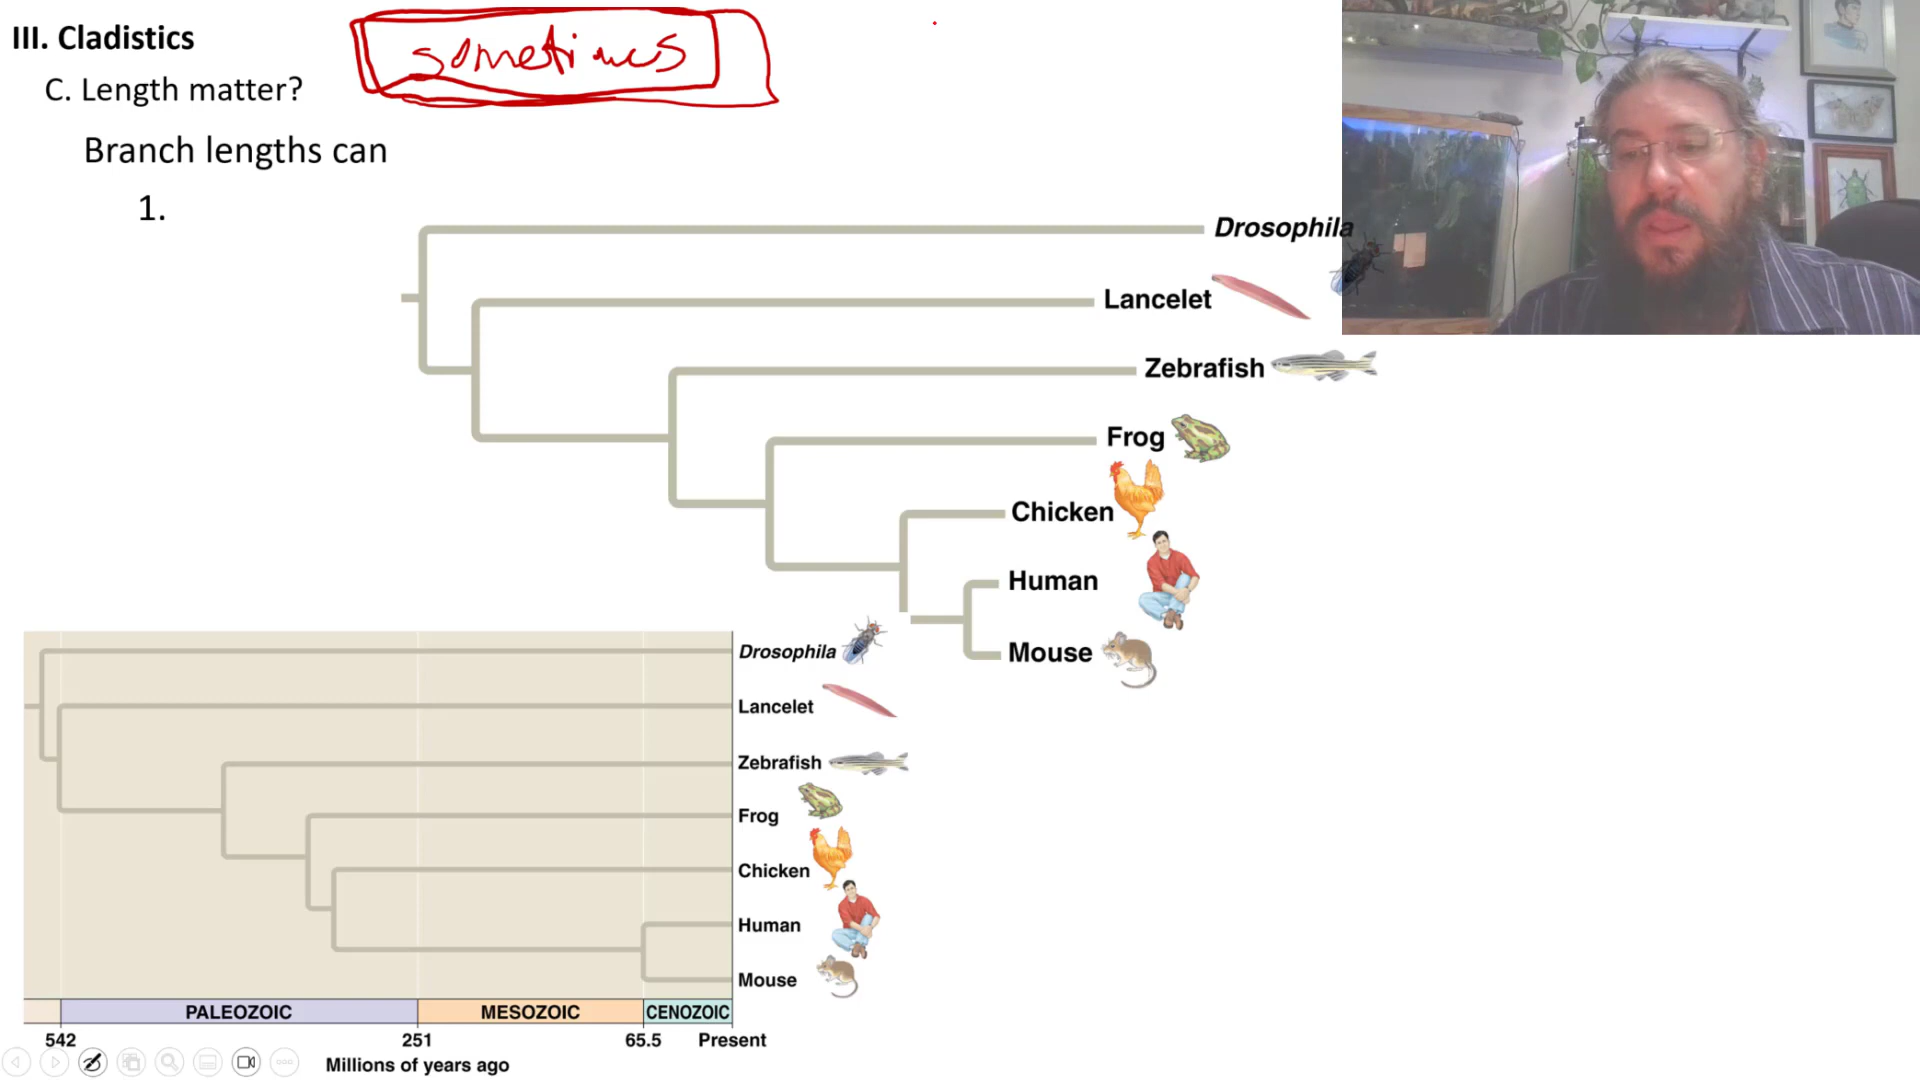 III. Cladistics
sometimes
C. Length matter?
Branch lengths can
1.
Drosophila
Lancelet
Zebrafish
Frog
Chicken
Human
Mouse
Drosophila
Lancelet
Zebrafish
Frog
Chicken
Human
Mouse
PALEOZOIC MESOZOIC CENOZOIC
542 251 65.5 Present
Millions of years ago